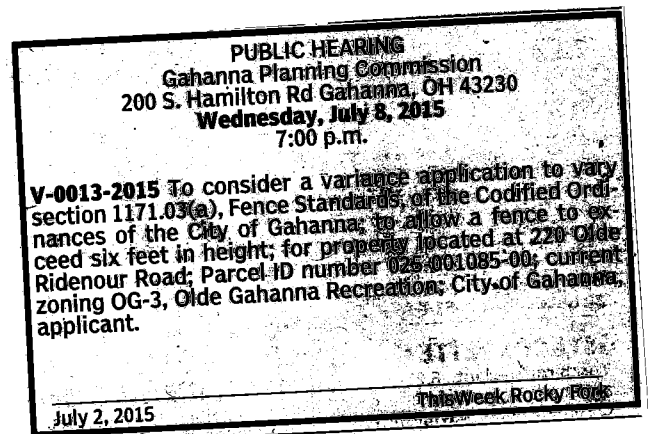 PUBLIC HEARING
Gahanna Planning Commission
200 S. Hamilton Rd Gahanna, OH 43230
Wednesday, July 8, 2015
7:00 p.m.
V-0013-2015 To consider a variance application to vary
section 1171.03(a), Fence Standards, of the Codified Ordi-
nances of the City of Gahanna; to allow a fence to ex-
ceed six feet in height; for property located at 220 Olde
Ridenour Road; Parcel ID number 025-001085-00; current
zoning OG-3, Olde Gahanna Recreation; City of Gahanna,
applicant.
July 2, 2015
ThisWeek Rocky Fork